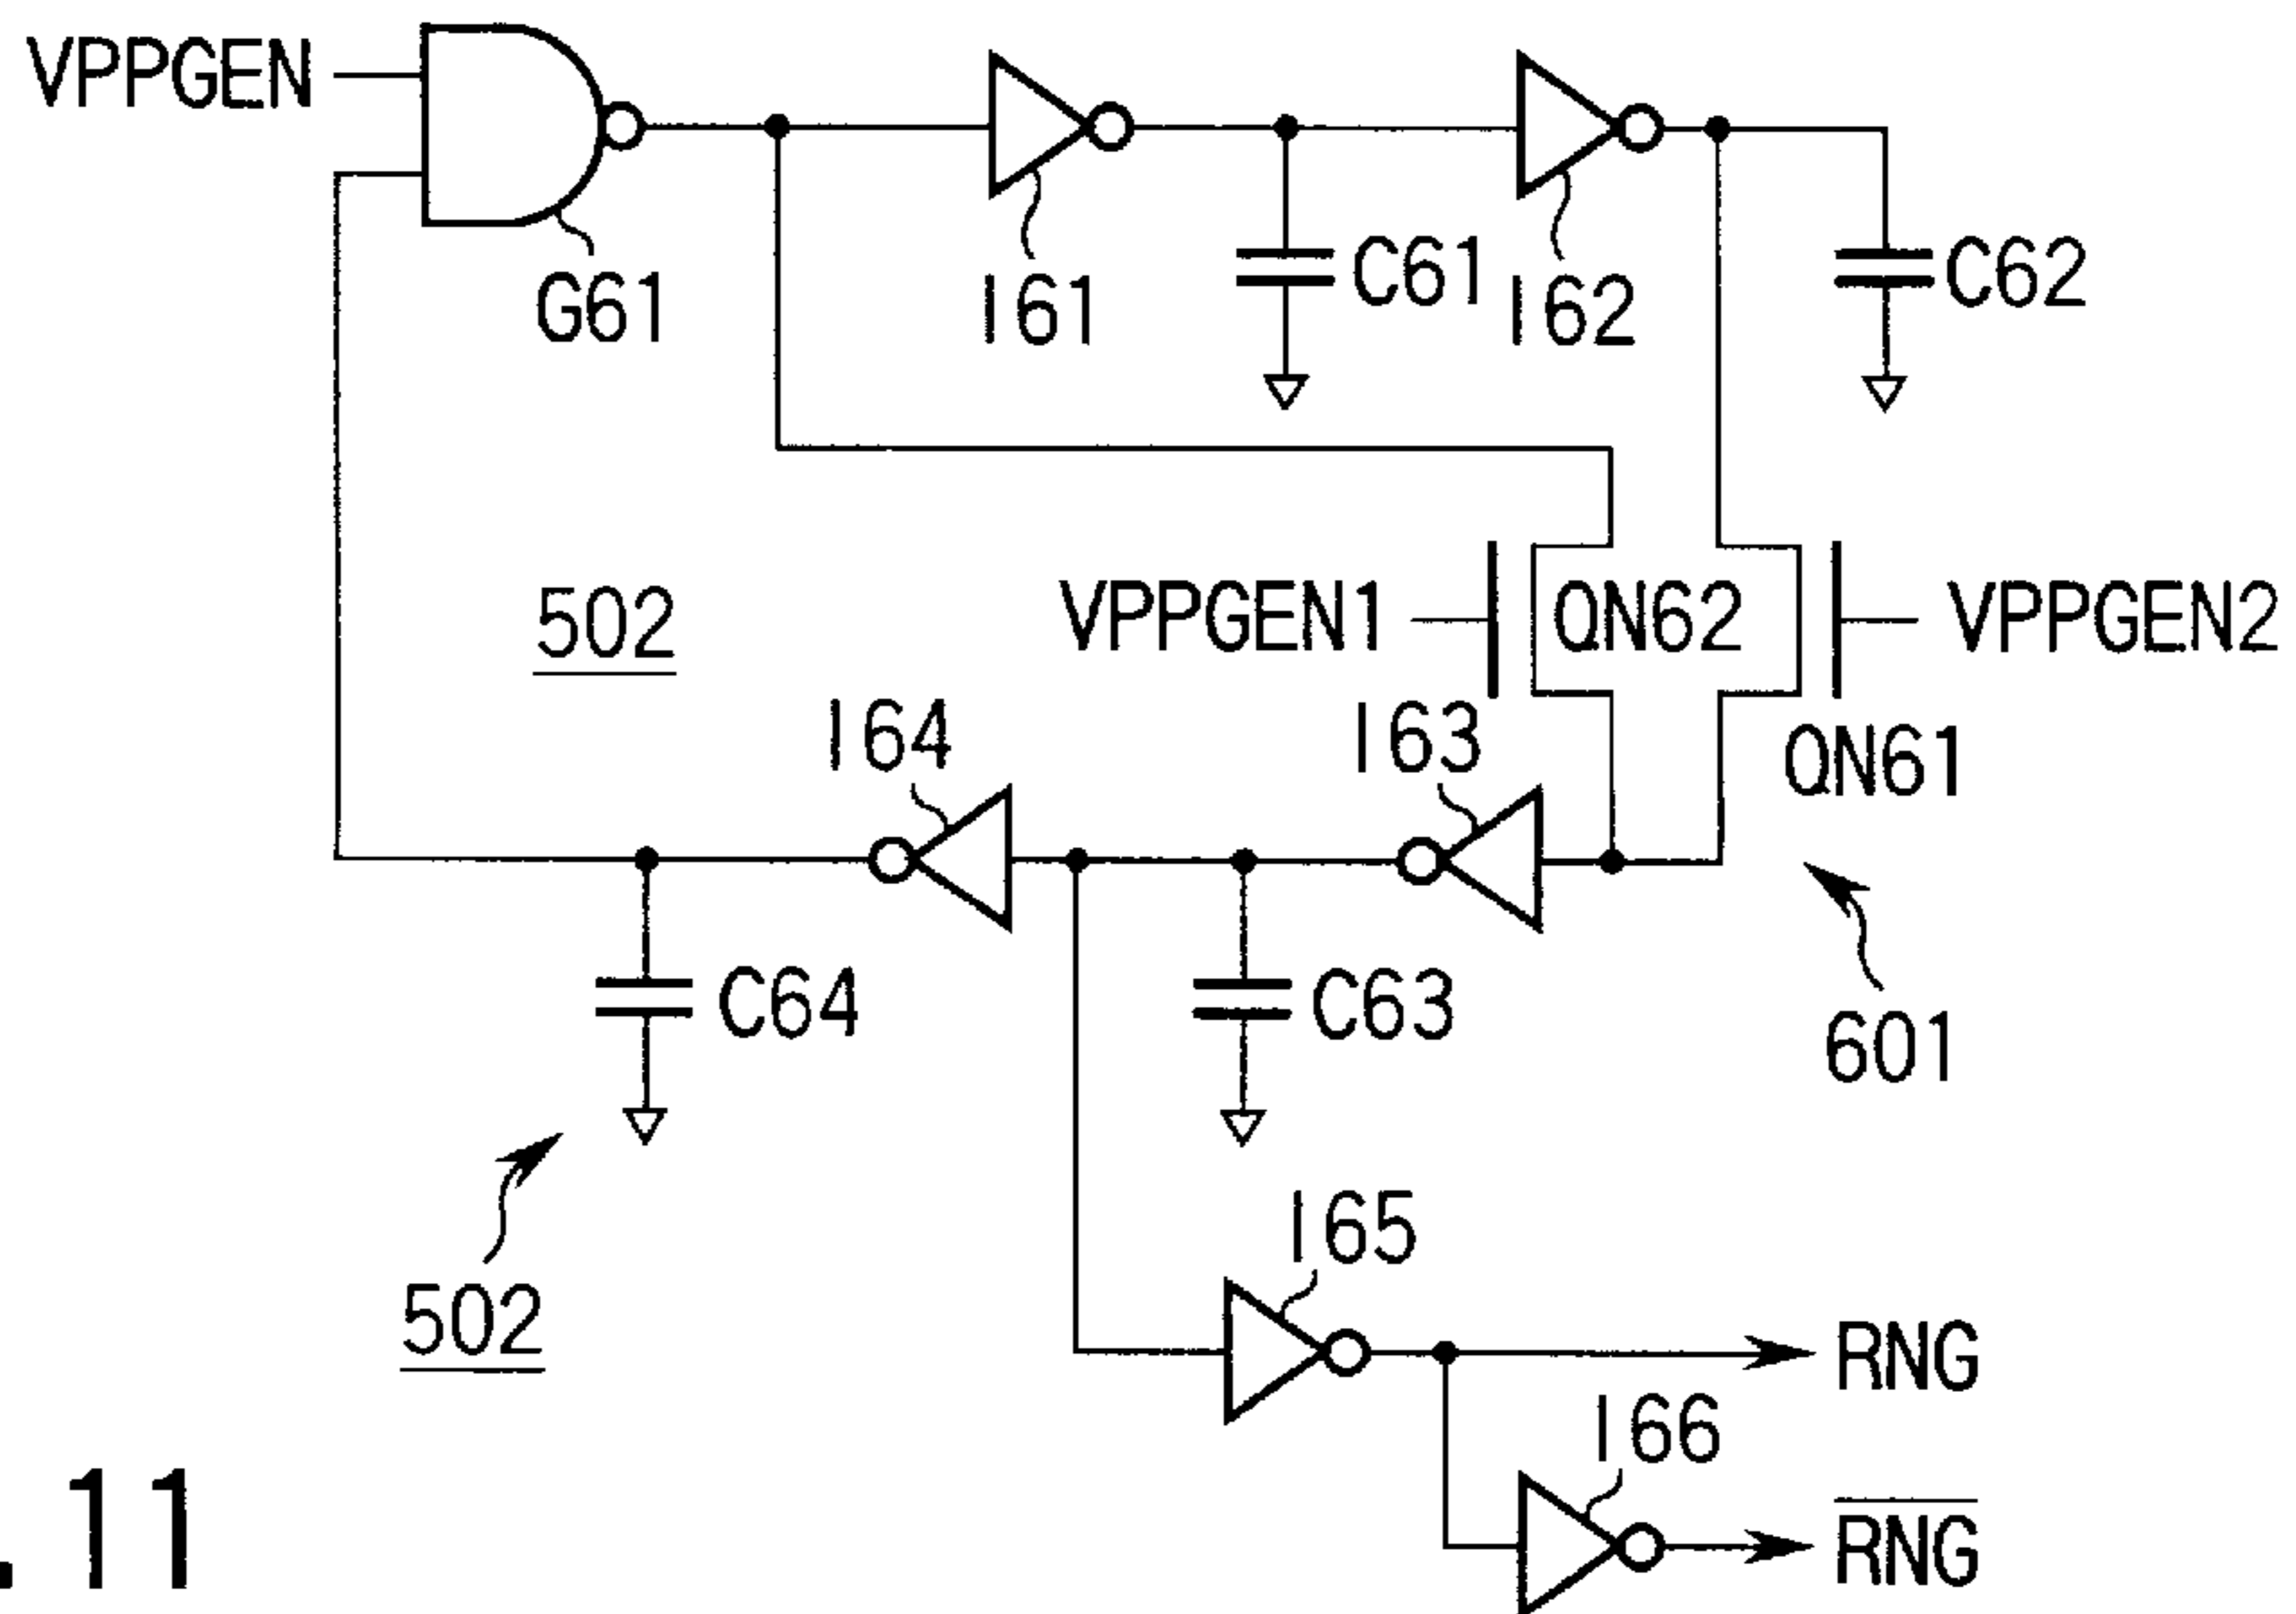 VPPGEN
G61
I61
C61
I62
C62
502
VPPGEN1
QN62
VPPGEN2
QN61
I64
I63
C64
C63
601
502
I65
RNG
I66
RNG
. 11